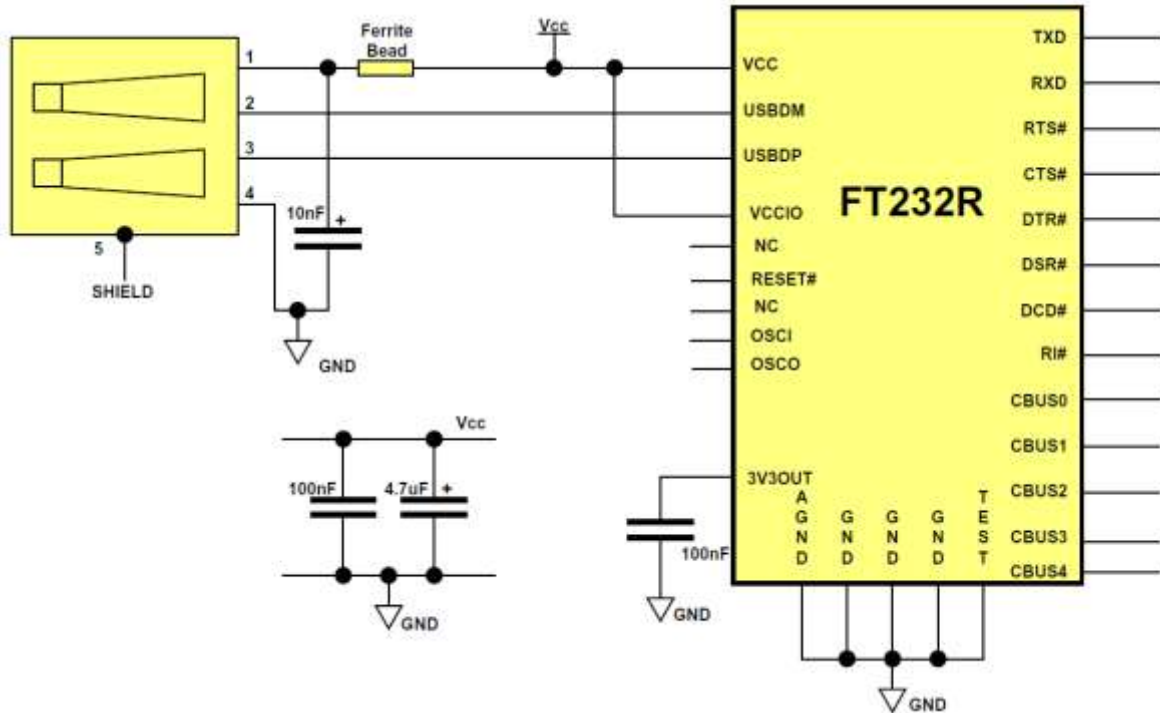 Ferrite
Bead
Vcc
1
2
3
4
5
SHIELD
10nF +
GND
Vcc
100nF
4.7uF +
GND
VCC
USBDM
USBDP
VCCIO
NC
RESET#
NC
OSCI
OSCO
3V3OUT
100nF
GND
FT232R
TXD
RXD
RTS#
CTS#
DTR#
DSR#
DCD#
RI#
CBUS0
CBUS1
CBUS2
CBUS3
CBUS4
AGND
GND
GND
GND
TEST
GND